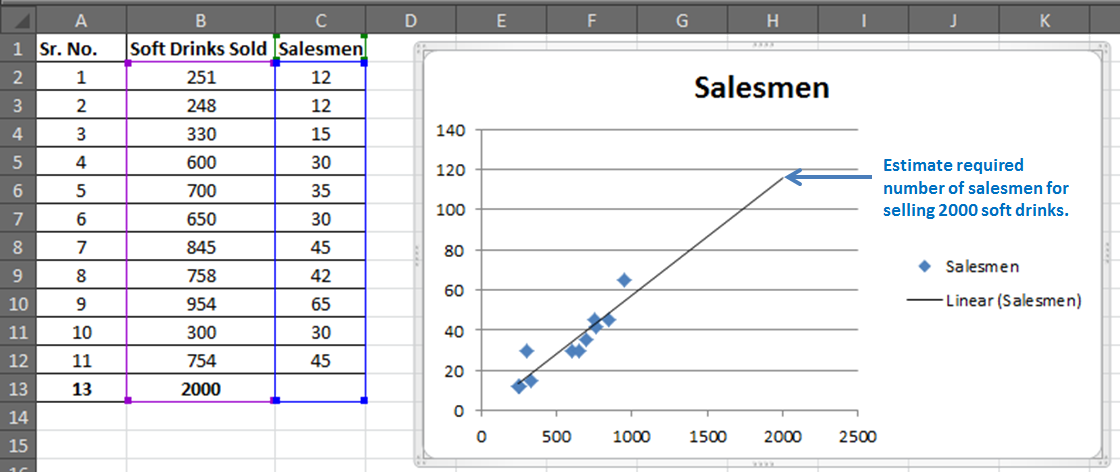 A B C D E F G H I J K
1 Sr. No. Soft Drinks Sold Salesmen
2 1 251 12
3 2 248 12
4 3 330 15
5 4 600 30
6 5 700 35
7 6 650 30
8 7 845 45
9 8 758 42
10 9 954 65
11 10 300 30
12 11 754 45
13 13 2000
14
15
Salesmen
140
120
100
80
60
40
20
0
0 500 1000 1500 2000 2500
Estimate required
number of salesmen for
selling 2000 soft drinks.
Salesmen
Linear (Salesmen)